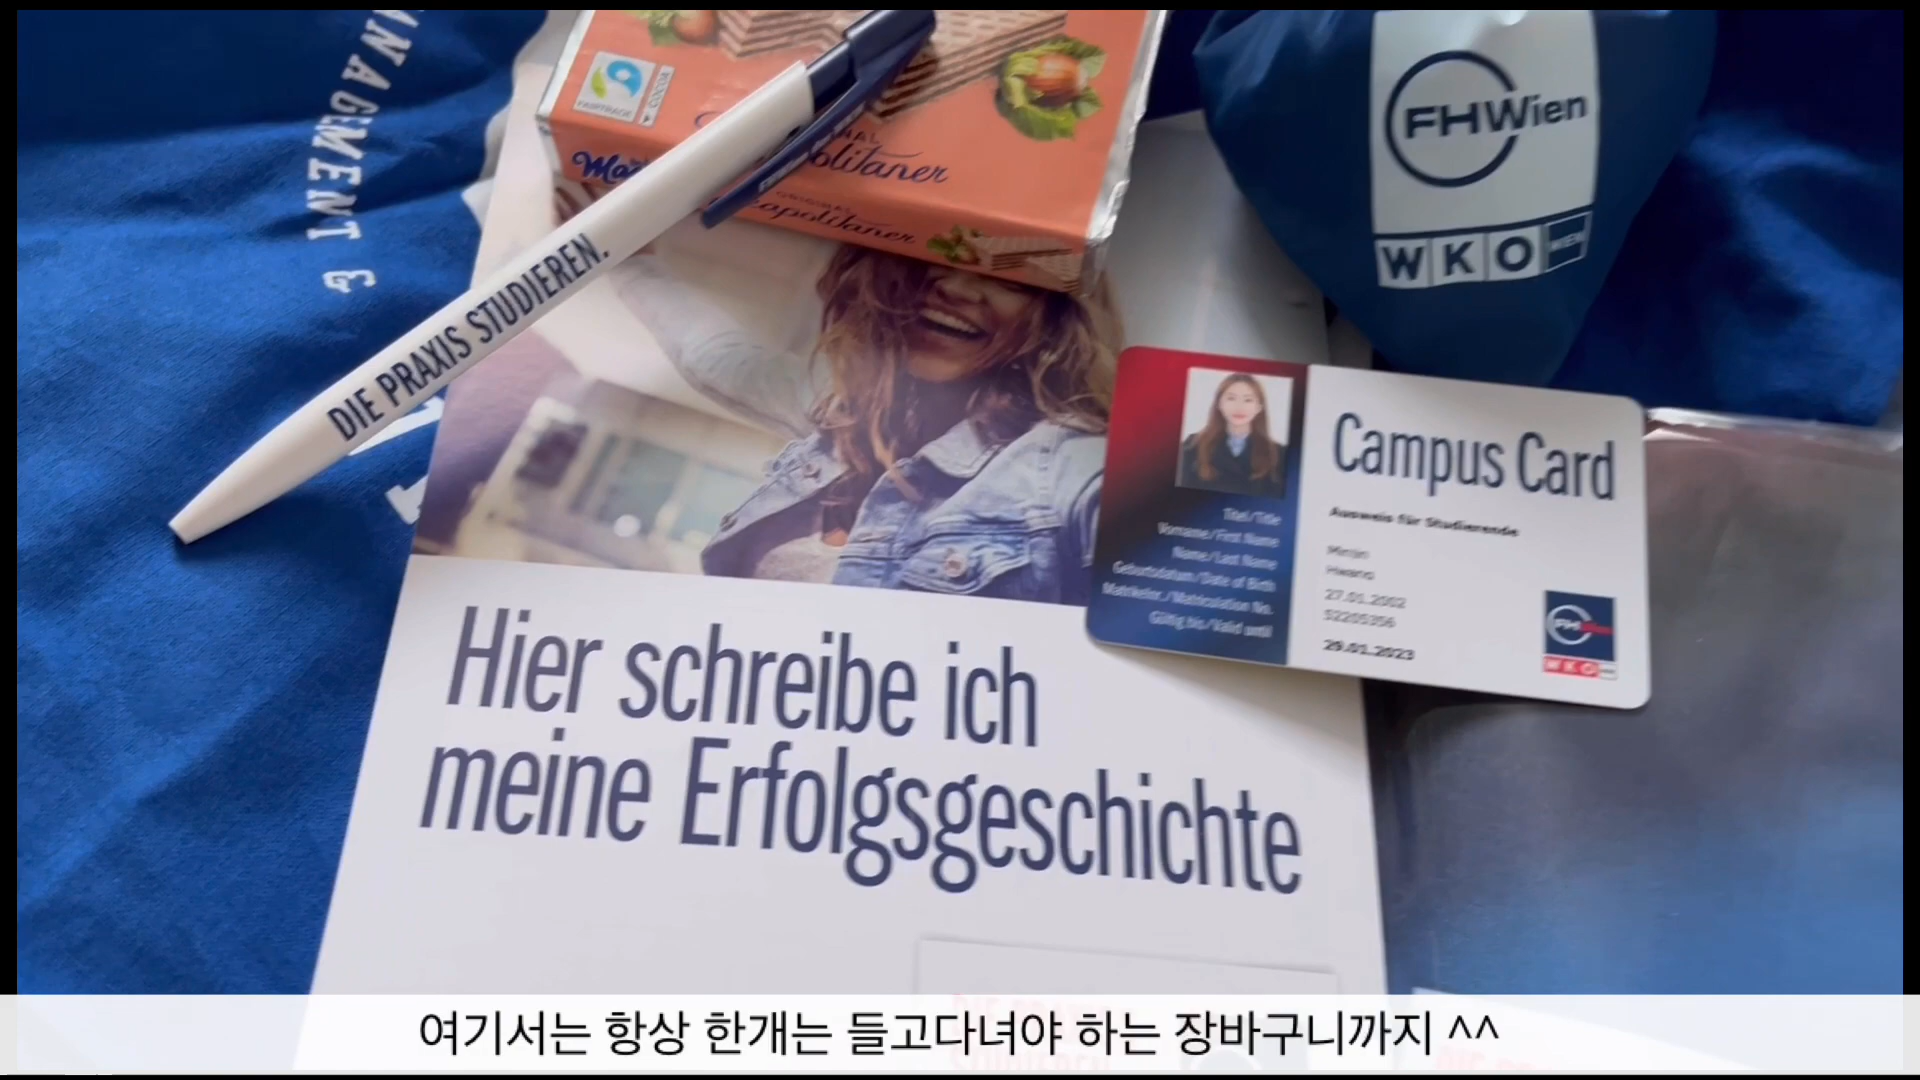 ANAGEMENT &
FAIRTRADE
COCOA
Neapolitaner
DIE PRAXIS STUDIEREN.
FHWien
WKO WIEN
Campus Card
Ausweis für Studierende
Titel/Title
Vorname/First Name
Name/Last Name
Geburtsdatum/Date of Birth
Matrikelnr./Matriculation No.
Gültig bis/Valid until
Hwang
27.01.2002
52205356
29.01.2023
FHWien
WKO
Hier schreibe ich
meine Erfolgsgeschichte
여기서는 항상 한개는 들고다녀야 하는 장바구니까지 ^^